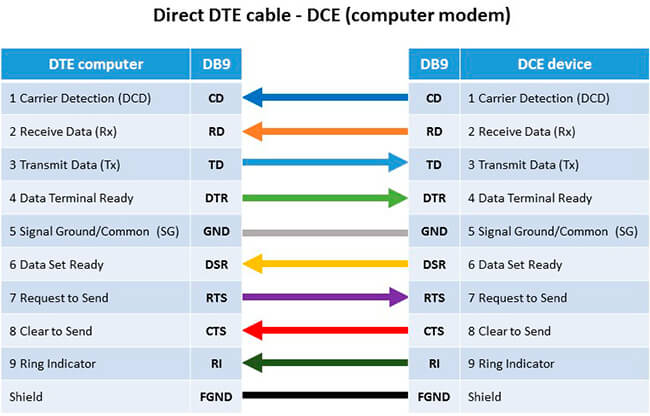 Direct DTE cable - DCE (computer modem)
DTE computer DB9 DB9 DCE device
1 Carrier Detection (DCD) CD CD 1 Carrier Detection (DCD)
2 Receive Data (Rx) RD RD 2 Receive Data (Rx)
3 Transmit Data (Tx) TD TD 3 Transmit Data (Tx)
4 Data Terminal Ready DTR DTR 4 Data Terminal Ready
5 Signal Ground/Common (SG) GND GND 5 Signal Ground/Common (SG)
6 Data Set Ready DSR DSR 6 Data Set Ready
7 Request to Send RTS RTS 7 Request to Send
8 Clear to Send CTS CTS 8 Clear to Send
9 Ring Indicator RI RI 9 Ring Indicator
Shield FGND FGND Shield